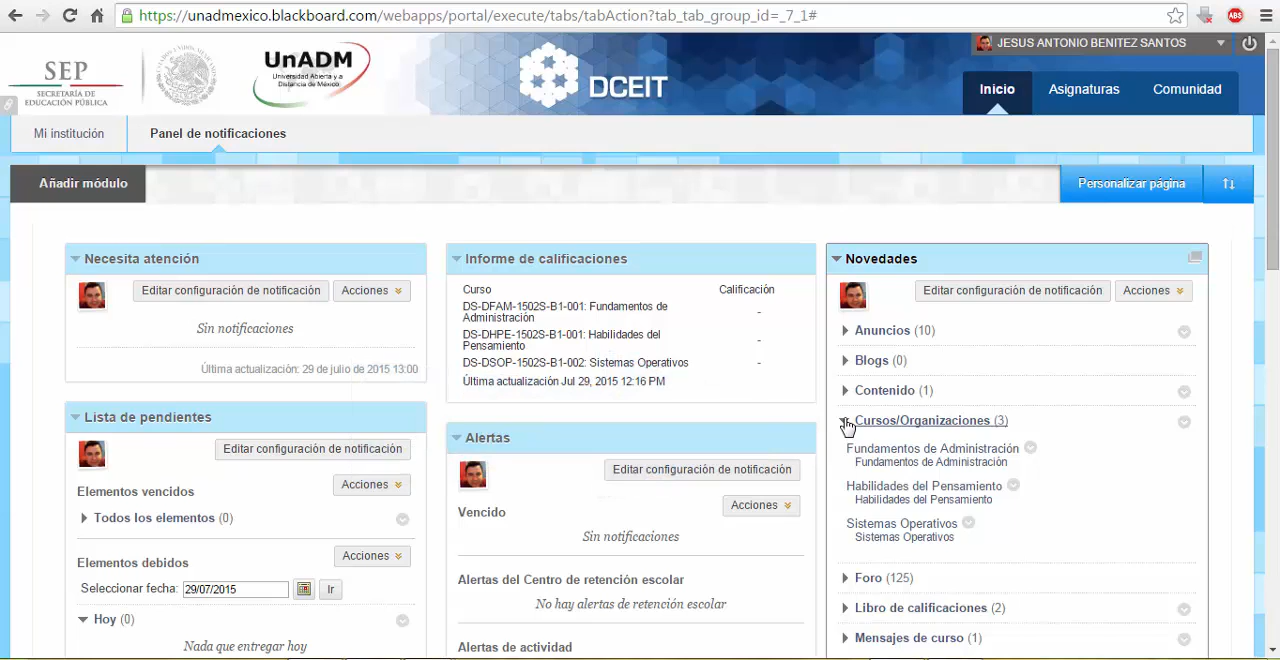 https://unadmexico.blackboard.com/webapps/portal/execute/tabs/tabAction?tab_tab_group_id=_7_1#
ABS
JESUS ANTONIO BENITEZ SANTOS
SEP
SECRETARÍA DE
EDUCACIÓN PÚBLICA
UnADM
Universidad Abierta y a
Distancia de México
DCEIT
Inicio
Asignaturas
Comunidad
Mi institución
Panel de notificaciones
Añadir módulo
Personalizar página
Necesita atención
Editar configuración de notificación
Acciones
Sin notificaciones
Última actualización: 29 de julio de 2015 13:00
Lista de pendientes
Editar configuración de notificación
Elementos vencidos
Acciones
Todos los elementos (0)
Elementos debidos
Acciones
Seleccionar fecha:
29/07/2015
Ir
Hoy (0)
Nada que entregar hoy
Informe de calificaciones
Curso
Calificación
DS-DFAM-1502S-B1-001: Fundamentos de
Administración
-
DS-DHPE-1502S-B1-001: Habilidades del
Pensamiento
-
DS-DSOP-1502S-B1-002: Sistemas Operativos
-
Última actualización Jul 29, 2015 12:16 PM
Alertas
Editar configuración de notificación
Vencido
Acciones
Sin notificaciones
Alertas del Centro de retención escolar
No hay alertas de retención escolar
Alertas de actividad
Novedades
Editar configuración de notificación
Acciones
Anuncios (10)
Blogs (0)
Contenido (1)
Cursos/Organizaciones (3)
Fundamentos de Administración
Fundamentos de Administración
Habilidades del Pensamiento
Habilidades del Pensamiento
Sistemas Operativos
Sistemas Operativos
Foro (125)
Libro de calificaciones (2)
Mensajes de curso (1)